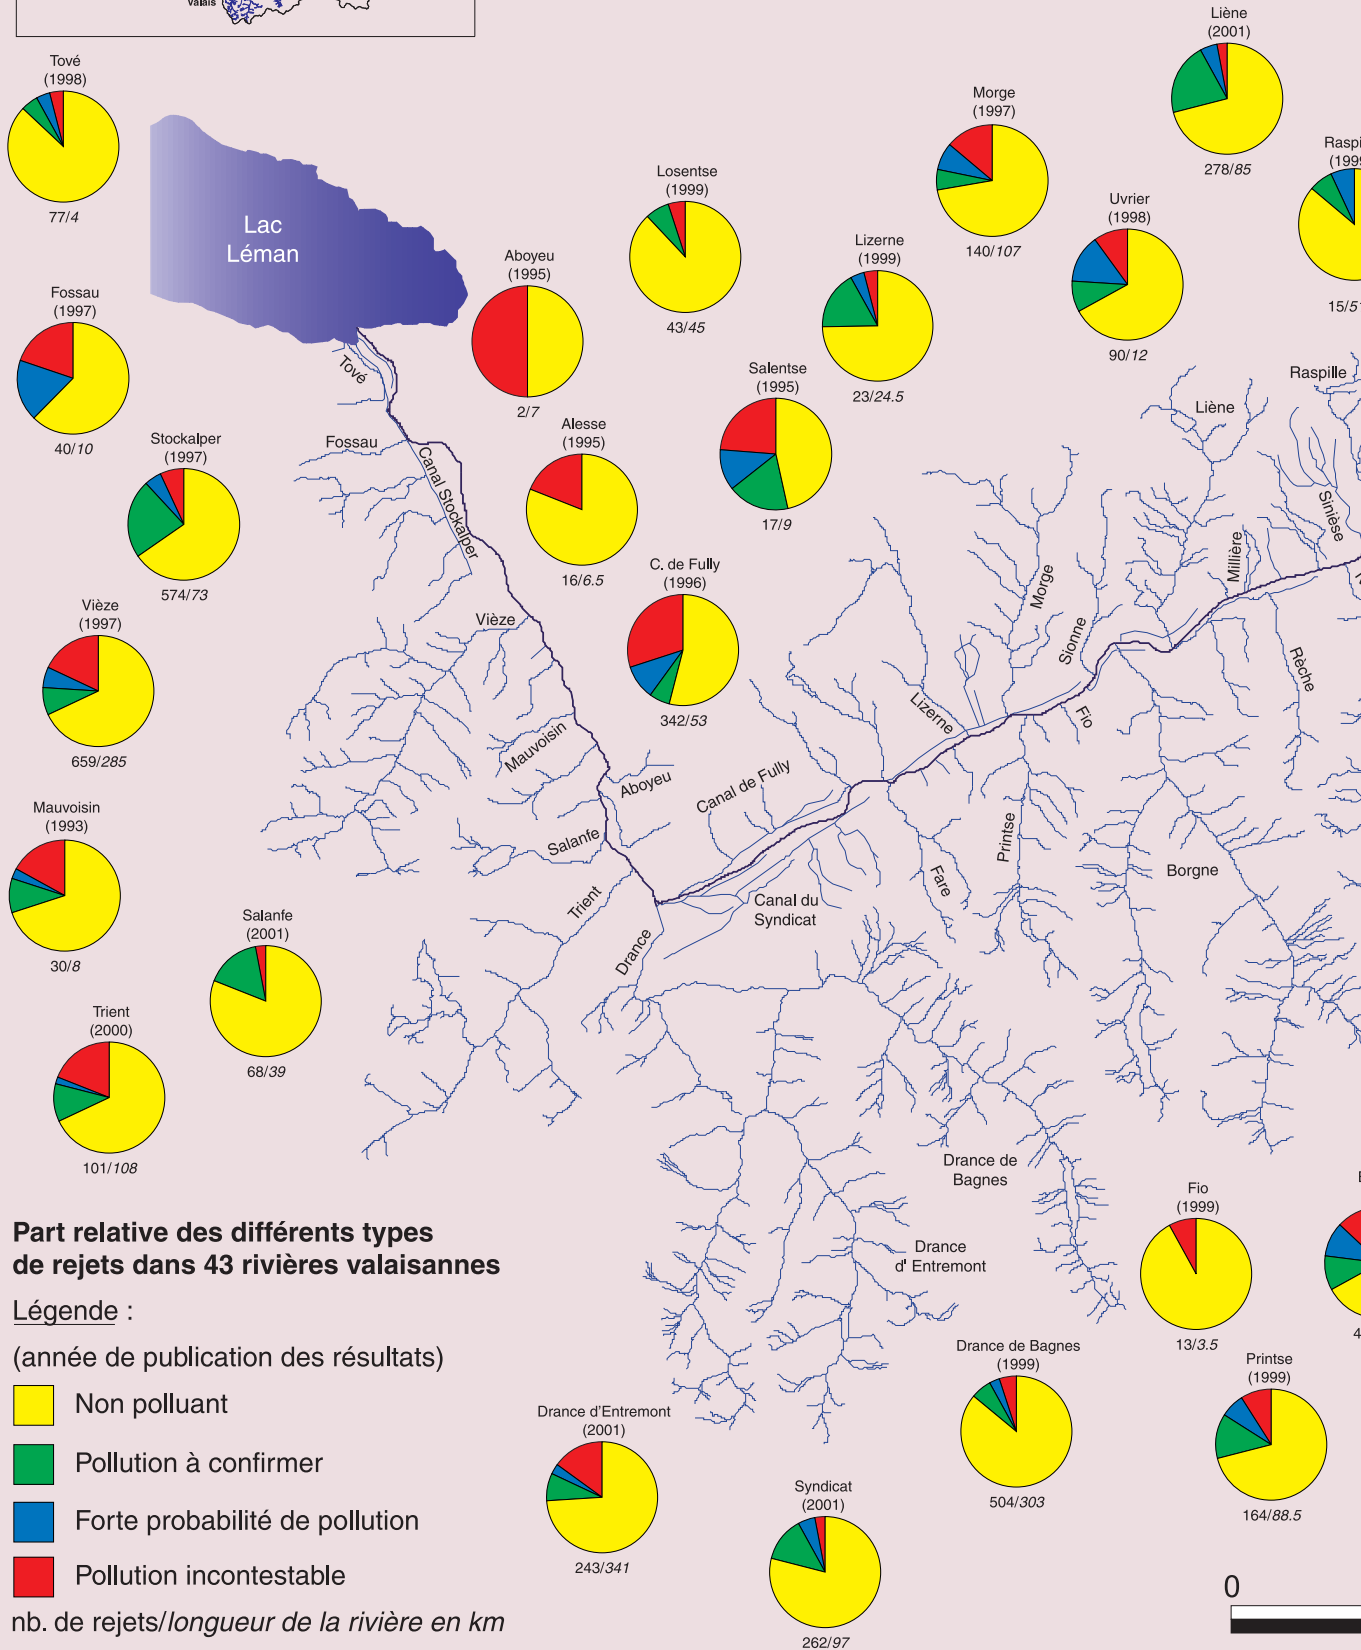 Valais
Liène
(2001)
278/85
Tové
(1998)
77/4
Morge
(1997)
140/107
Losentse
(1999)
43/45
Uvrier
(1998)
90/12
15/5
Lac
Léman
Lizerne
(1999)
23/24.5
Aboyeu
(1995)
2/7
Fossau
(1997)
40/10
Salentse
(1995)
17/9
Alesse
(1995)
16/6.5
Stockalper
(1997)
574/73
C. de Fully
(1996)
342/53
Vièze
(1997)
659/285
Mauvoisin
(1993)
30/8
Salanfe
(2001)
68/39
Trient
(2000)
101/108
Tové
Fossau
Canal Stockalper
Vièze
Mauvoisin
Aboyeu
Salanfe
Trient
Drance
Canal de Fully
Canal du
Syndicat
Lizerne
Fare
Printse
Morge
Sionne
Fio
Liène
Raspille
Sinièse
Millière
Rèche
Borgne
Drance de
Bagnes
Drance
d' Entremont
Fio
(1999)
13/3.5
Drance de Bagnes
(1999)
504/303
Printse
(1999)
164/88.5
Drance d'Entremont
(2001)
243/341
Syndicat
(2001)
262/97
Part relative des différents types
de rejets dans 43 rivières valaisannes
Légende :
(année de publication des résultats)
Non polluant
Pollution à confirmer
Forte probabilité de pollution
Pollution incontestable
nb. de rejets/longueur de la rivière en km
0